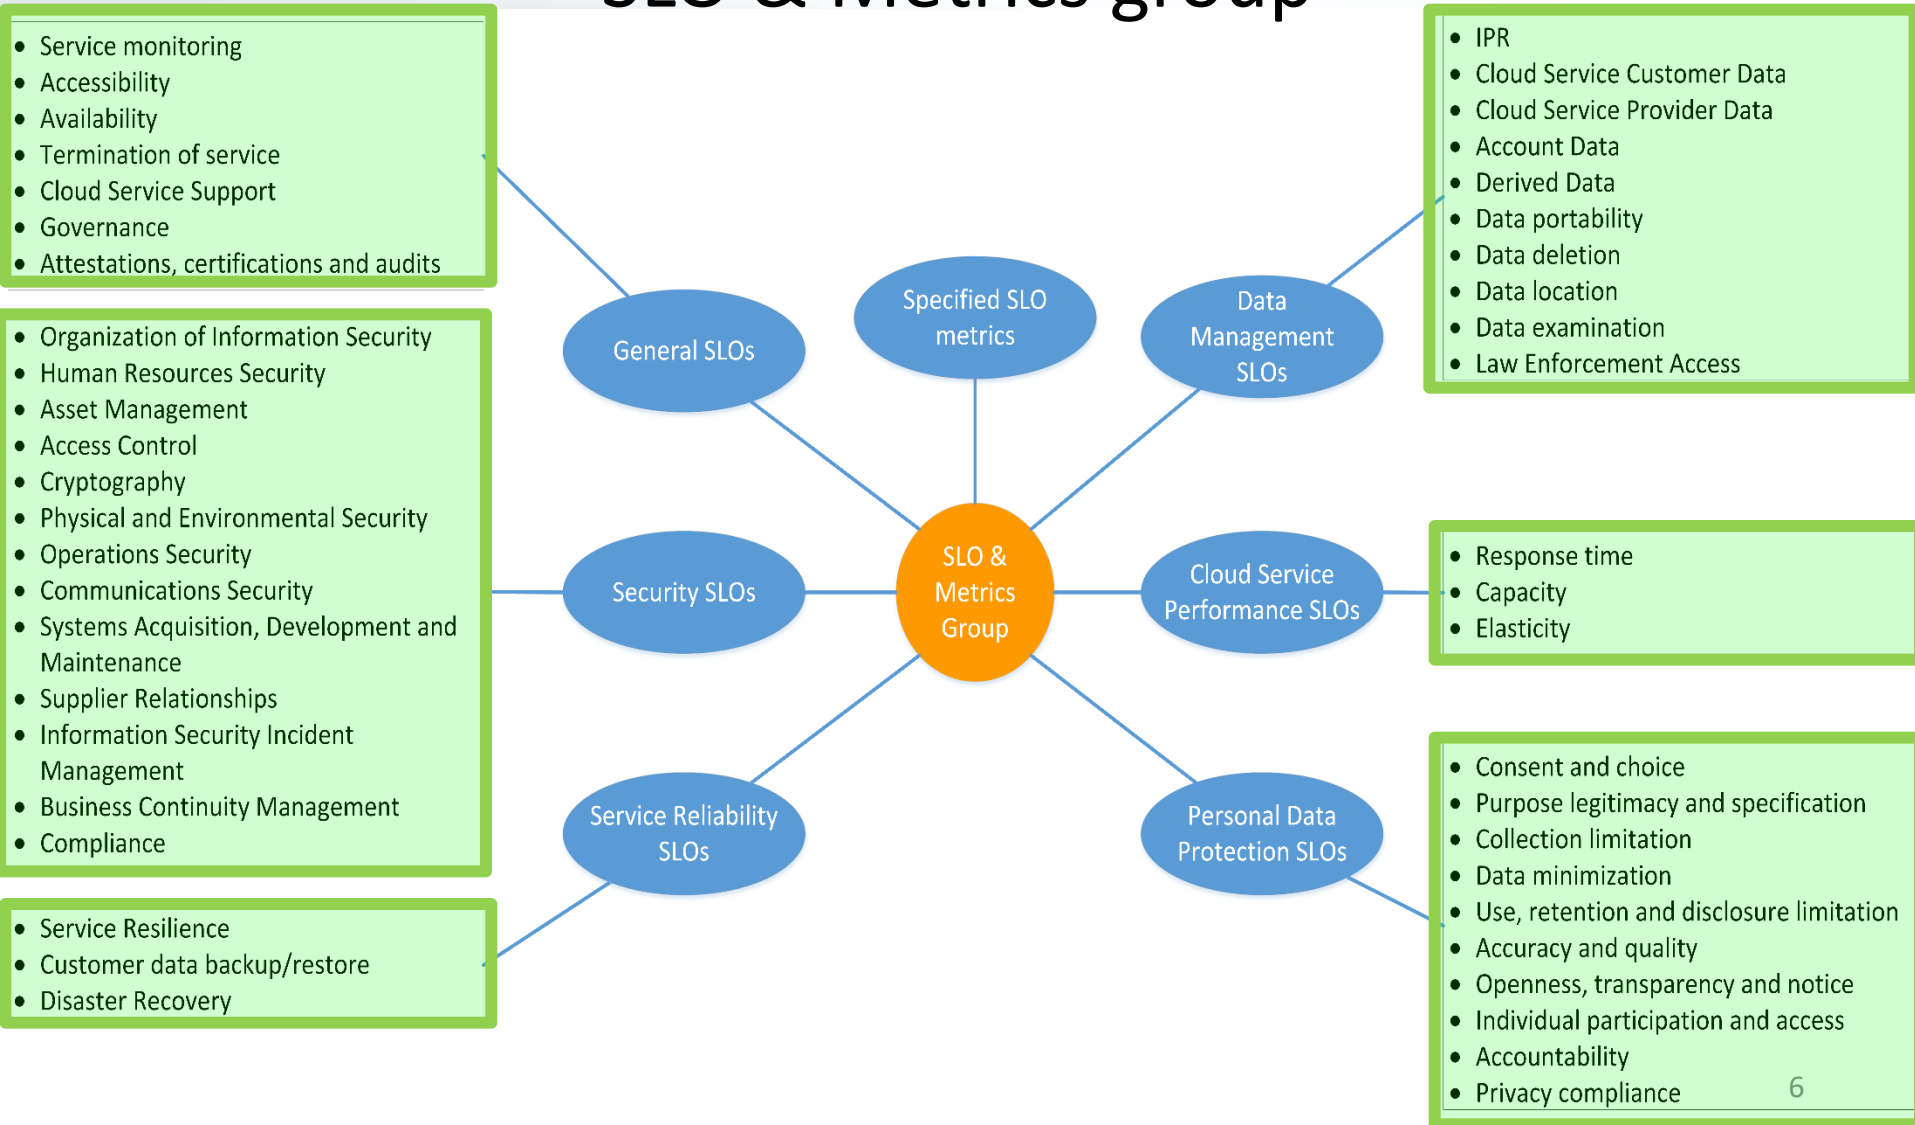 SLO & Metrics group
• Service monitoring
• Accessibility
• Availability
• Termination of service
• Cloud Service Support
• Governance
• Attestations, certifications and audits
• Organization of Information Security
• Human Resources Security
• Asset Management
• Access Control
• Cryptography
• Physical and Environmental Security
• Operations Security
• Communications Security
• Systems Acquisition, Development and
Maintenance
• Supplier Relationships
• Information Security Incident
Management
• Business Continuity Management
• Compliance
• Service Resilience
• Customer data backup/restore
• Disaster Recovery
General SLOs
Specified SLO
metrics
Data
Management
SLOs
Security SLOs
SLO &
Metrics
Group
Cloud Service
Performance SLOs
Service Reliability
SLOs
Personal Data
Protection SLOs
• IPR
• Cloud Service Customer Data
• Cloud Service Provider Data
• Account Data
• Derived Data
• Data portability
• Data deletion
• Data location
• Data examination
• Law Enforcement Access
• Response time
• Capacity
• Elasticity
• Consent and choice
• Purpose legitimacy and specification
• Collection limitation
• Data minimization
• Use, retention and disclosure limitation
• Accuracy and quality
• Openness, transparency and notice
• Individual participation and access
• Accountability
• Privacy compliance
6